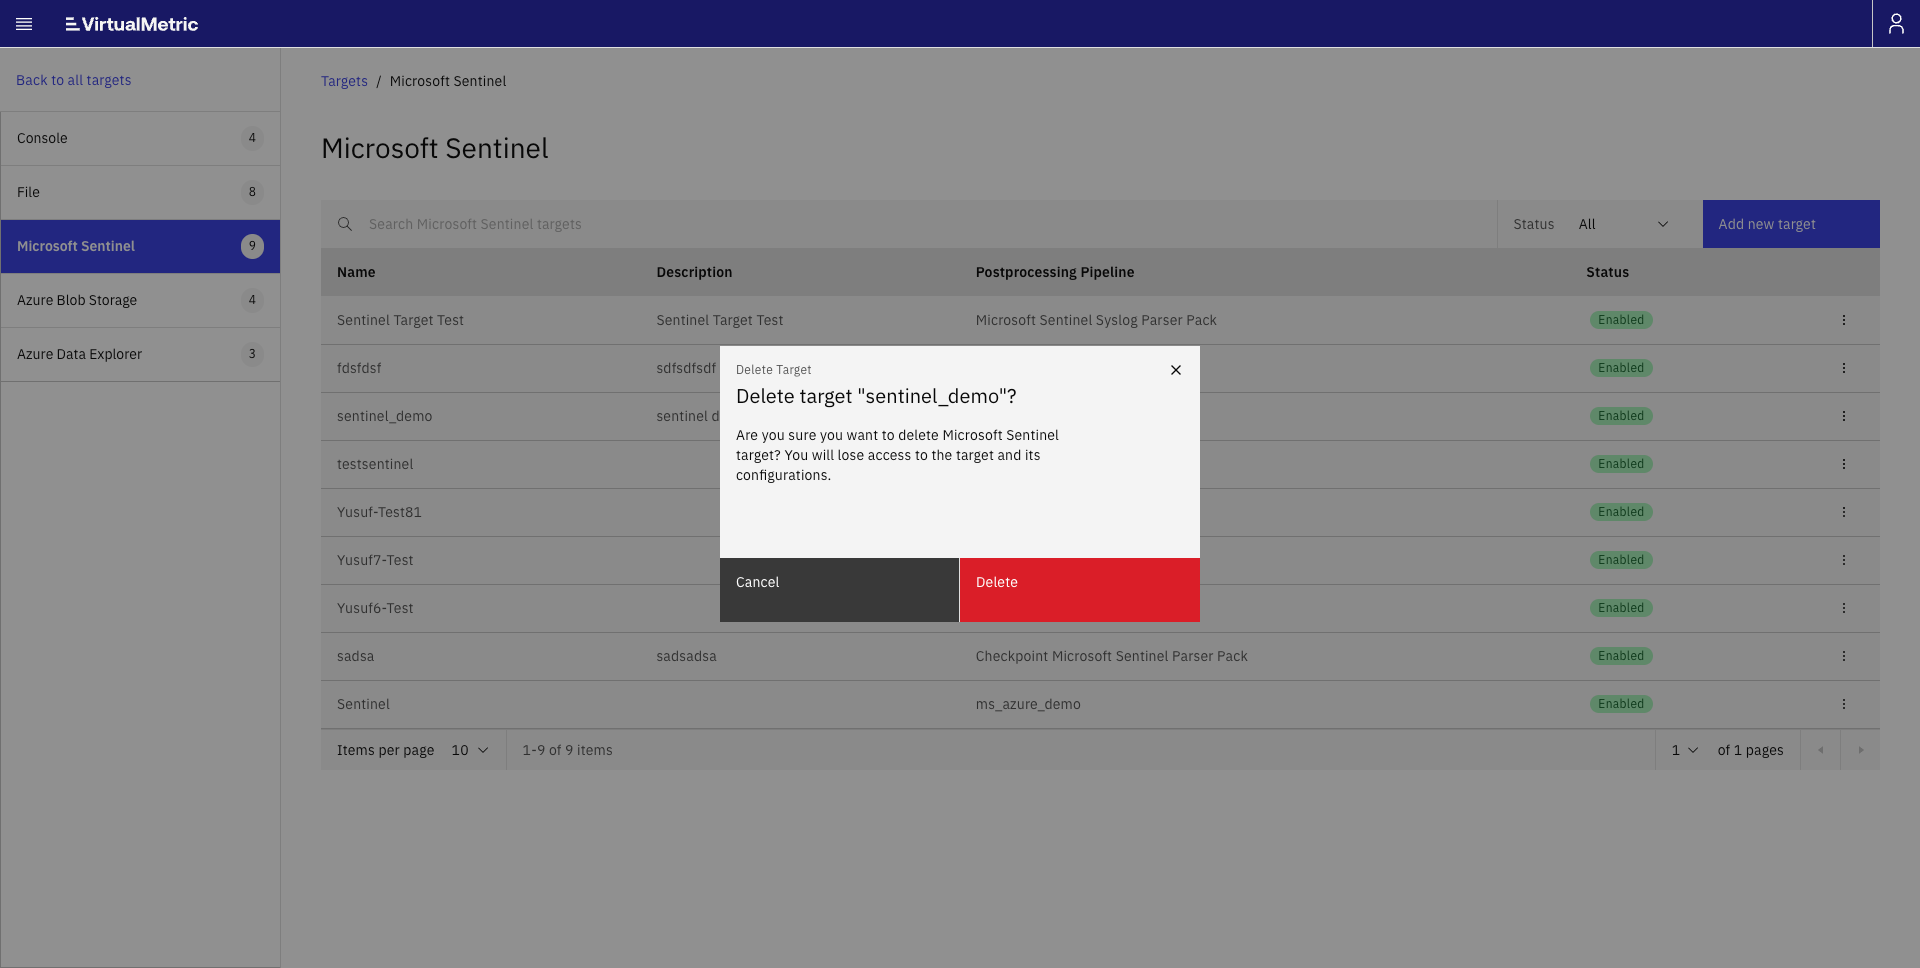 VirtualMetric
Back to all targets
Console 4
File 8
Microsoft Sentinel 9
Azure Blob Storage 4
Azure Data Explorer 3
Targets / Microsoft Sentinel
Microsoft Sentinel
Search Microsoft Sentinel targets Status All Add new target
Name Description Postprocessing Pipeline Status
Sentinel Target Test Sentinel Target Test Microsoft Sentinel Syslog Parser Pack Enabled
fdsfdsf sdfsdfsdf Enabled
sentinel_demo sentinel d Enabled
testsentinel Enabled
Yusuf-Test81 Enabled
Yusuf7-Test Enabled
Yusuf6-Test Enabled
sadsa sadsadsa Checkpoint Microsoft Sentinel Parser Pack Enabled
Sentinel ms_azure_demo Enabled
Items per page 10 1-9 of 9 items 1 of 1 pages
Delete Target
Delete target "sentinel_demo"?
Are you sure you want to delete Microsoft Sentinel
target? You will lose access to the target and its
configurations.
Cancel Delete